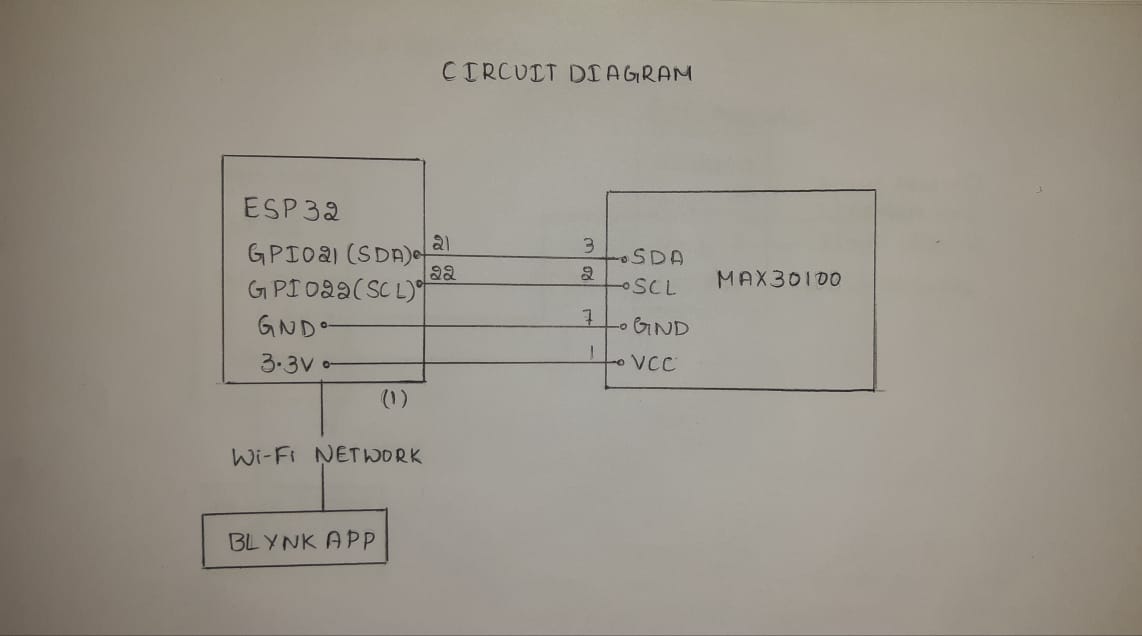 CIRCUIT DIAGRAM
ESP32
GPIO21(SDA) 21 3 SDA
GPIO22(SCL) 22 2 SCL
MAX30100
GND 7 GND
3.3V 1 VCC
(1)
Wi-Fi NETWORK
BLYNK APP